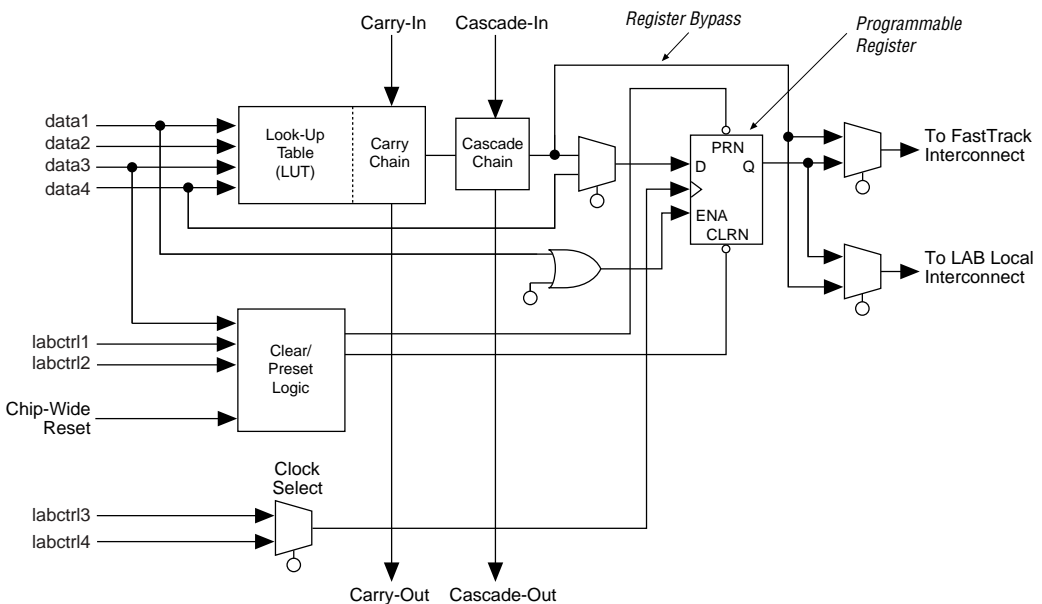 Carry-In
Cascade-In
Register Bypass
Programmable
Register
data1
data2
data3
data4
Look-Up
Table
(LUT)
Carry
Chain
Cascade
Chain
PRN
D
Q
ENA
CLRN
To FastTrack
Interconnect
To LAB Local
Interconnect
labctrl1
labctrl2
Clear/
Preset
Logic
Chip-Wide
Reset
Clock
Select
labctrl3
labctrl4
Carry-Out
Cascade-Out